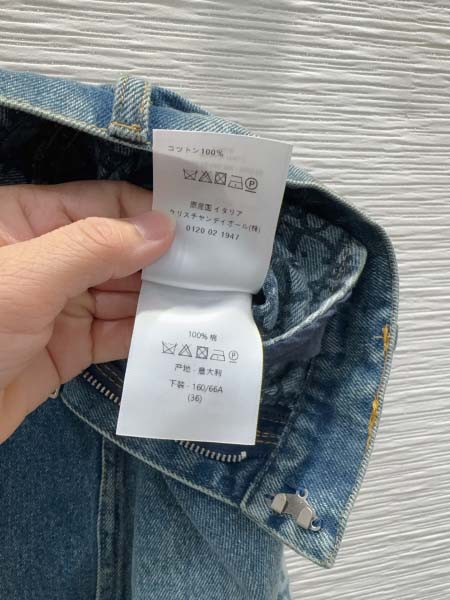 コットン100%
原産国イタリア
クリスチャンディオール(株)
0120 02 1947
100% 棉
产地 - 意大利
下装 - 160/66A
(36)